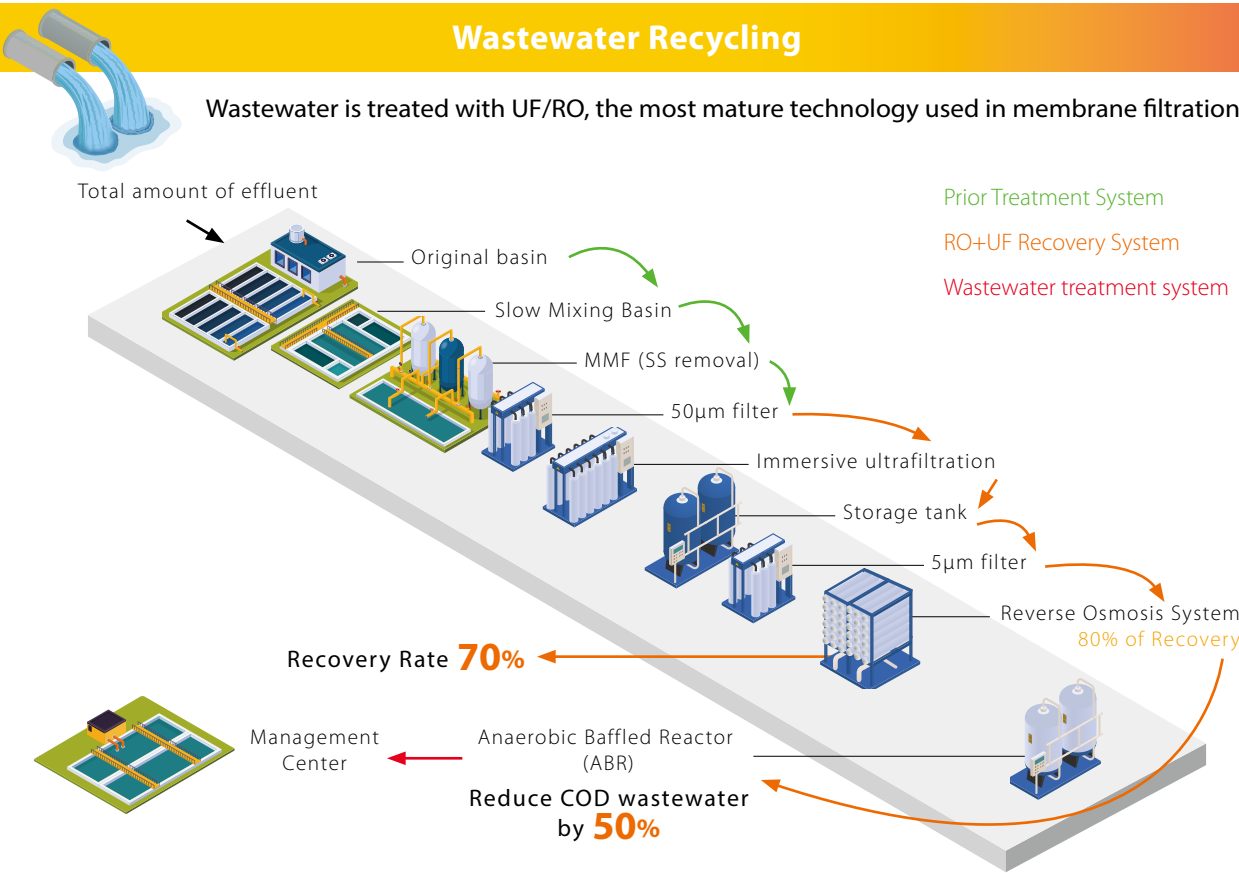 Wastewater Recycling
Wastewater is treated with UF/RO, the most mature technology used in membrane filtration
Total amount of effluent
Prior Treatment System
RO+UF Recovery System
Wastewater treatment system
Original basin
Slow Mixing Basin
MMF (SS removal)
50μm filter
Immersive ultrafiltration
Storage tank
5μm filter
Reverse Osmosis System
80% of Recovery
Recovery Rate 70%
Management
Center
Anaerobic Baffled Reactor
(ABR)
Reduce COD wastewater
by 50%